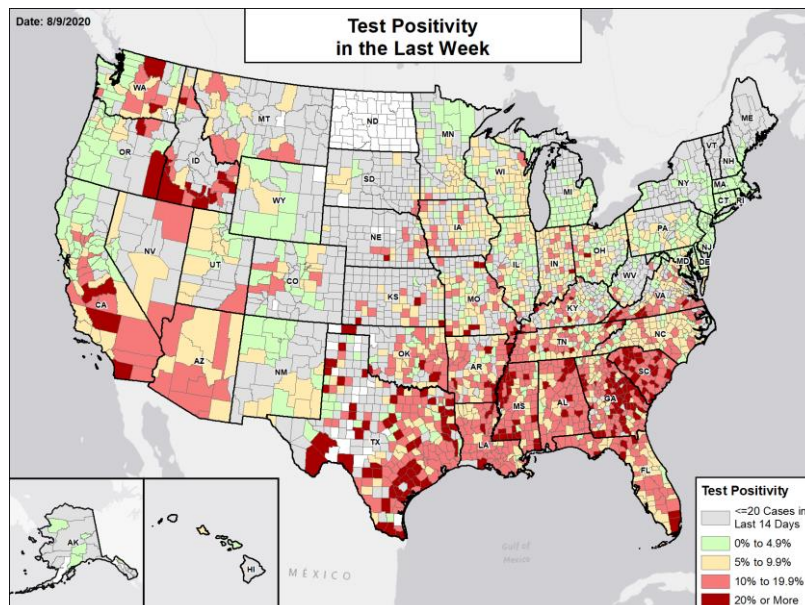 Date: 8/9/2020
Test Positivity
in the Last Week
WA
MT
ND
MN
ME
OR
ID
SD
WI
VT
NH
WY
MI
NY
MA
CT
RI
NV
UT
NE
IA
PA
NJ
CO
IL
IN
OH
MD
DE
WV
CA
KS
MO
KY
VA
AZ
NM
OK
AR
TN
NC
SC
TX
MS
AL
GA
LA
FL
AK
HI
MÉXICO
Gulf of
Mexico
Test Positivity
<=20 Cases in
Last 14 Days
0% to 4.9%
5% to 9.9%
10% to 19.9%
20% or More